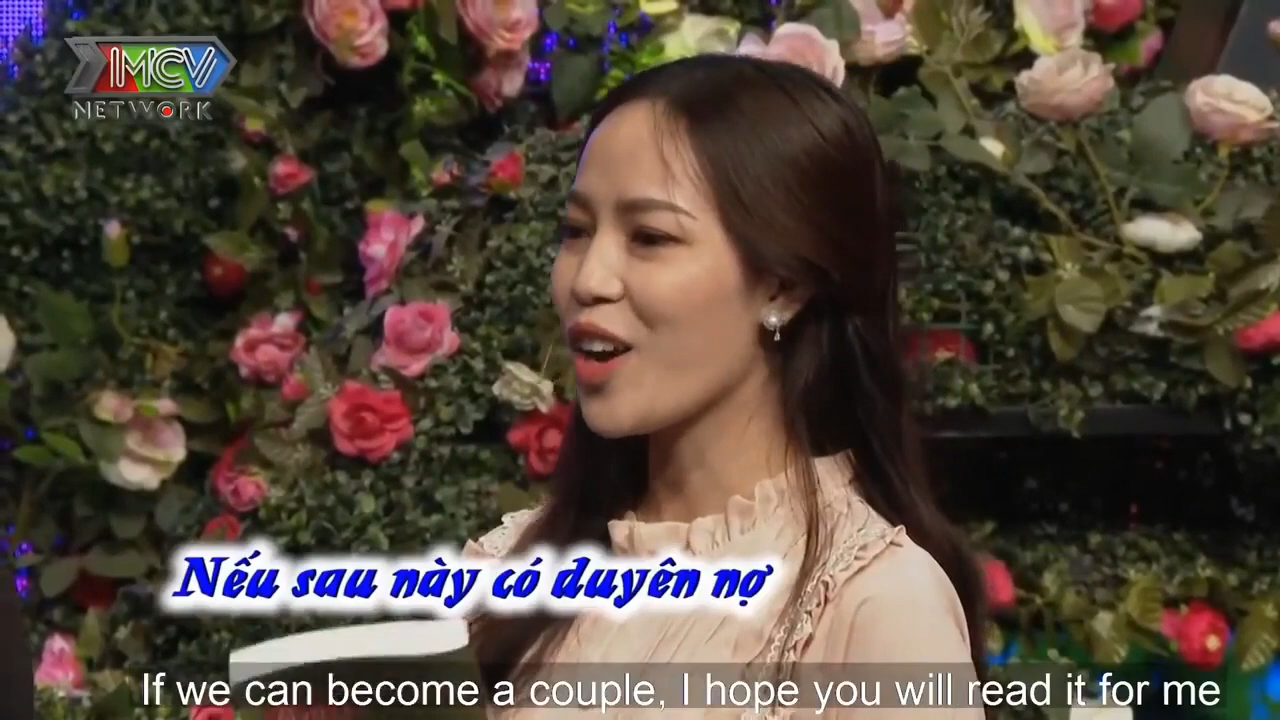 MCV
NETWORK
Nếu sau này có duyên nợ
If we can become a couple, I hope you will read it for me